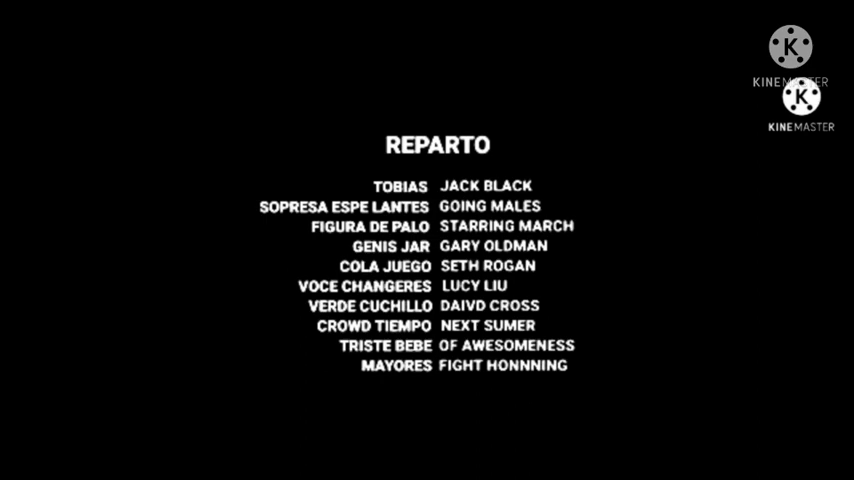 KINEMASTER
KINEMASTER
REPARTO
TOBIAS JACK BLACK
SOPRESA ESPE LANTES GOING MALES
FIGURA DE PALO STARRING MARCH
GENIS JAR GARY OLDMAN
COLA JUEGO SETH ROGAN
VOCE CHANGERES LUCY LIU
VERDE CUCHILLO DAIVD CROSS
CROWD TIEMPO NEXT SUMER
TRISTE BEBE OF AWESOMENESS
MAYORES FIGHT HONNNING